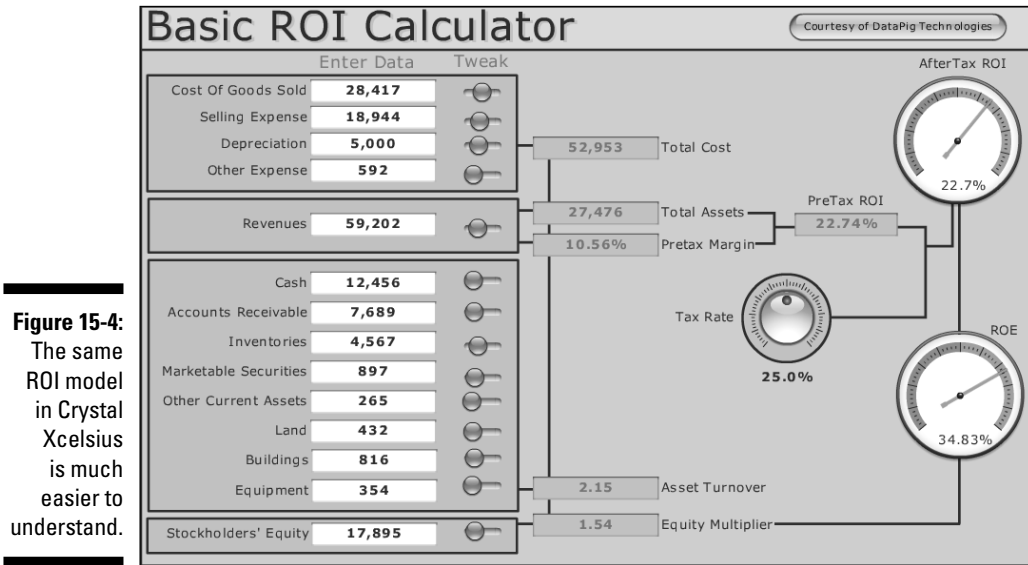 Basic ROI Calculator
Courtesy of DataPig Technologies
Enter Data Tweak
Cost Of Goods Sold 28,417
Selling Expense 18,944
Depreciation 5,000
Other Expense 592
52,953 Total Cost
AfterTax ROI
22.7%
Revenues 59,202
27,476 Total Assets
10.56% Pretax Margin
PreTax ROI
22.74%
Cash 12,456
Accounts Receivable 7,689
Inventories 4,567
Marketable Securities 897
Other Current Assets 265
Land 432
Buildings 816
Equipment 354
Tax Rate
25.0%
ROE
34.83%
2.15 Asset Turnover
1.54 Equity Multiplier
Stockholders' Equity 17,895
Figure 15-4:
The same
ROI model
in Crystal
Xcelsius
is much
easier to
understand.